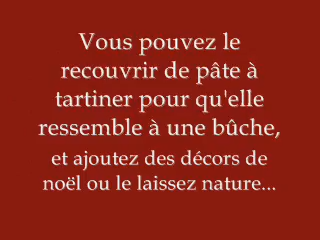 Vous pouvez le
recouvrir de pâte à
tartiner pour qu'elle
ressemble à une bûche,
et ajoutez des décors de
noël ou le laissez nature...